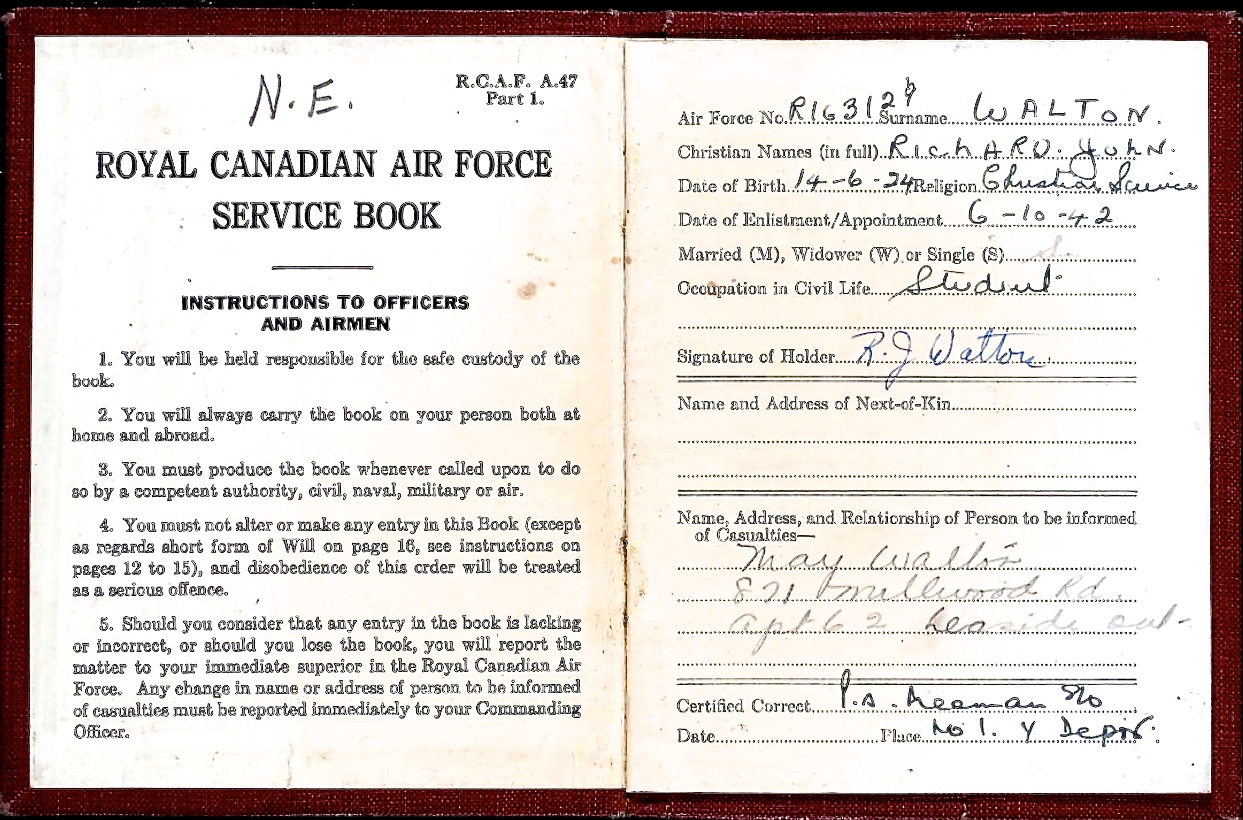 N.E.
R.C.A.F. A.47
Part 1.
ROYAL CANADIAN AIR FORCE
SERVICE BOOK
INSTRUCTIONS TO OFFICERS
AND AIRMEN
1. You will be held responsible for the safe custody of the
book.
2. You will always carry the book on your person both at
home and abroad.
3. You must produce the book whenever called upon to do
so by a competent authority, civil, naval, military or air.
4. You must not alter or make any entry in this Book (except
as regards short form of Will on page 16, see instructions on
pages 12 to 15), and disobedience of this order will be treated
as a serious offence.
5. Should you consider that any entry in the book is lacking
or incorrect, or should you lose the book, you will report the
matter to your immediate superior in the Royal Canadian Air
Force. Any change in name or address of person to be informed
of casualties must be reported immediately to your Commanding
Officer.
Air Force No. Surname WALTON.
Christian Names (in full) RichARD. John.
Date of Birth 14-6-24 Religion Christian Science
Date of Enlistment/Appointment 6-10-42
Married (M), Widower (W) or Single (S) S.
Occupation in Civil Life Student
Signature of Holder R.J Walton
Name and Address of Next-of-Kin
Name, Address, and Relationship of Person to be informed
of Casualties—
May Walton
871 Millwood Rd.
apt 62 Leaside ont-
Certified Correct P.s.
Date Place No 1. Y Depot.